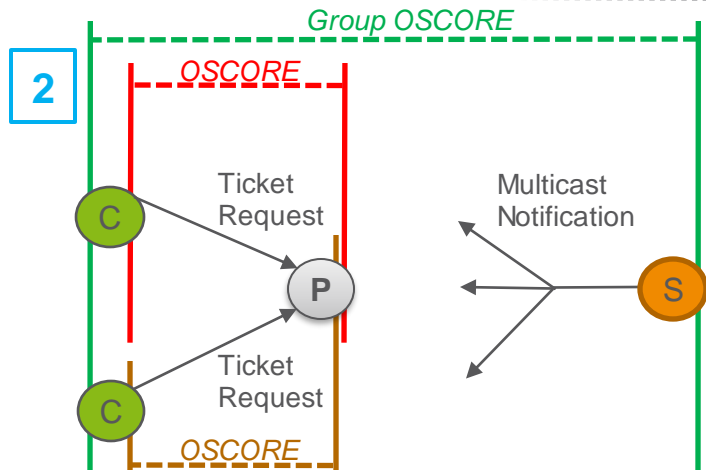 Group OSCORE
2
OSCORE
Ticket
Request
Multicast
Notification
C
P
S
Ticket
Request
C
OSCORE